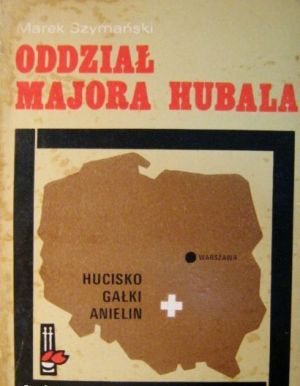 Marek Szymański
ODDZIAŁ
MAJORA HUBALA
WARSZAWA
HUCISKO
GAŁKI
ANIELIN